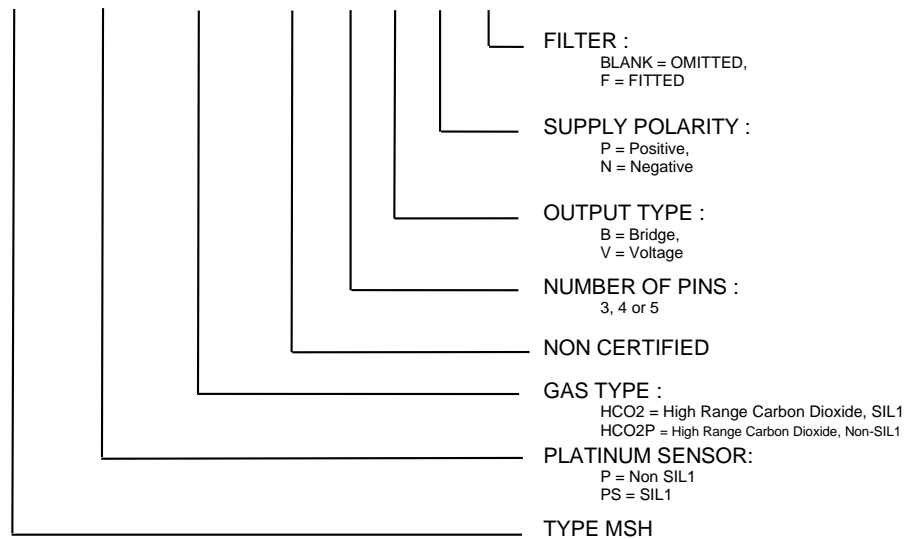 FILTER :
BLANK = OMITTED,
F = FITTED
SUPPLY POLARITY :
P = Positive,
N = Negative
OUTPUT TYPE :
B = Bridge,
V = Voltage
NUMBER OF PINS :
3, 4 or 5
NON CERTIFIED
GAS TYPE :
HCO2 = High Range Carbon Dioxide, SIL1
HCO2P = High Range Carbon Dioxide, Non-SIL1
PLATINUM SENSOR:
P = Non SIL1
PS = SIL1
TYPE MSH